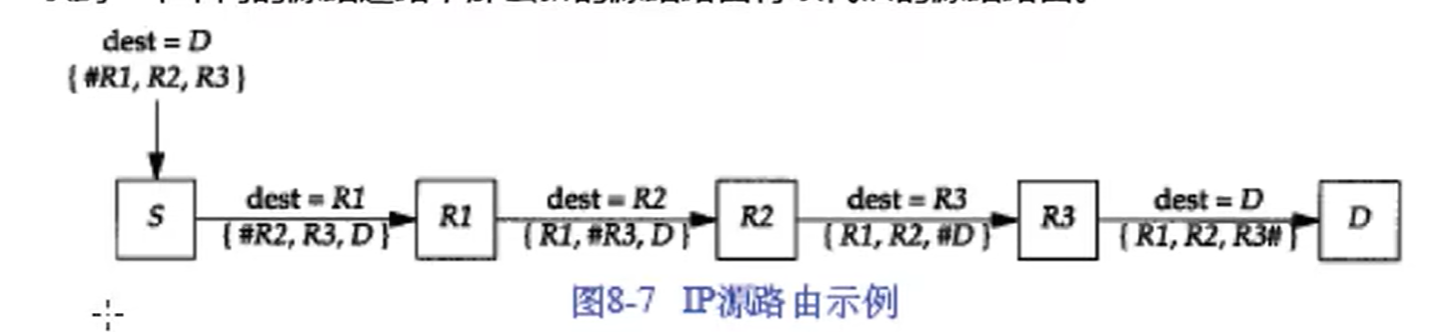 dest = D
{ #R1, R2, R3 }
S
dest = R1
{ #R2, R3, D }
R1
dest = R2
{ R1, #R3, D }
R2
dest = R3
{ R1, R2, #D }
R3
dest = D
{ R1, R2, R3# }
D
图8-7 IP源路由示例